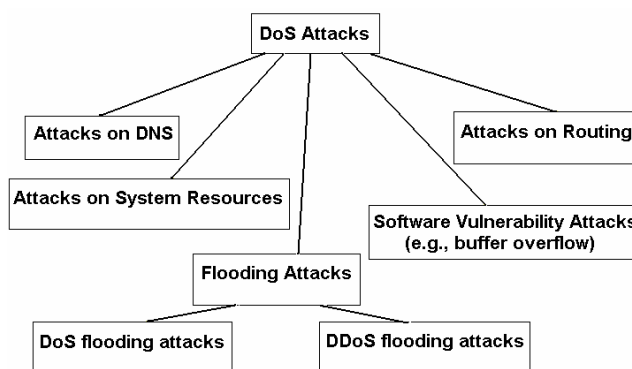 DoS Attacks
Attacks on DNS
Attacks on Routing
Attacks on System Resources
Software Vulnerability Attacks
(e.g., buffer overflow)
Flooding Attacks
DoS flooding attacks
DDoS flooding attacks